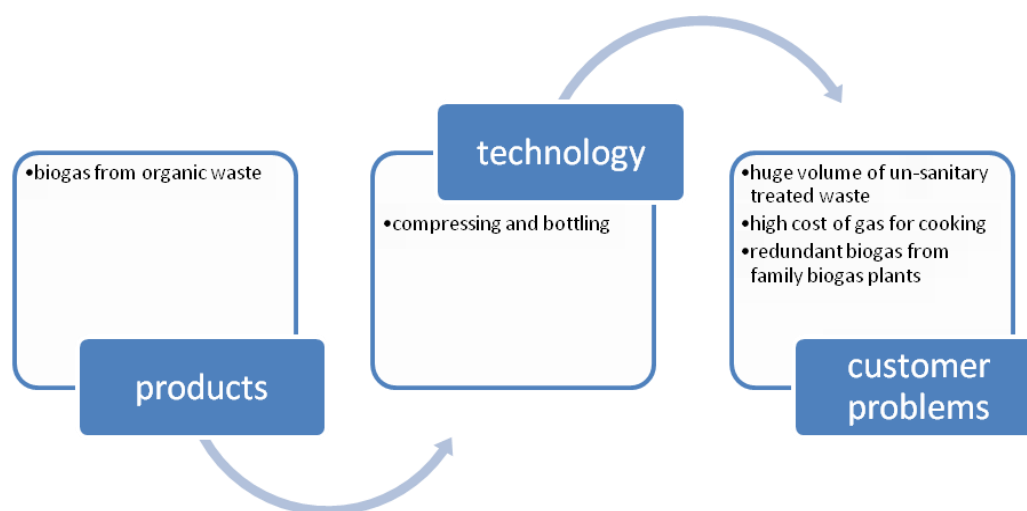 •biogas from organic waste
products
technology
•compressing and bottling
•huge volume of un-sanitary
treated waste
•high cost of gas for cooking
•redundant biogas from
family biogas plants
customer
problems